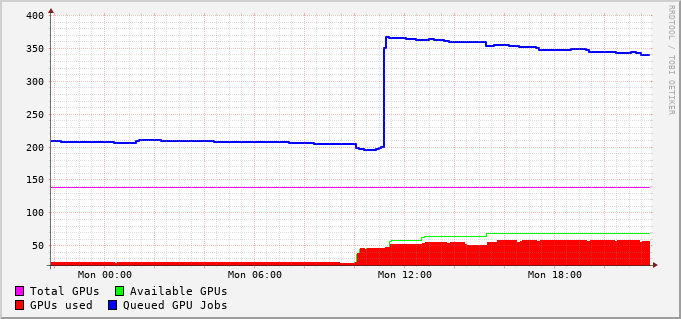 400
350
300
250
200
150
100
50
Mon 00:00
Mon 06:00
Mon 12:00
Mon 18:00
RRDTOOL / TOBI OETIKER
Total GPUs
Available GPUs
GPUs used
Queued GPU Jobs